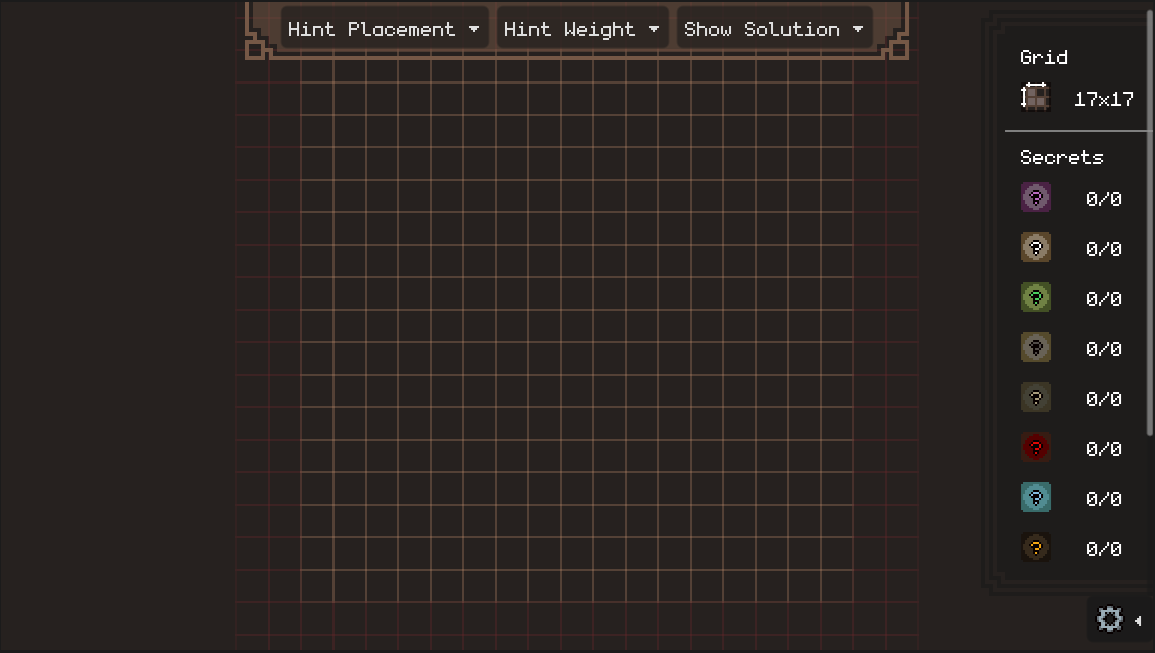 Hint Placement
Hint Weight
Show Solution
Grid
17x17
Secrets
? 0/0
? 0/0
? 0/0
? 0/0
? 0/0
? 0/0
? 0/0
? 0/0